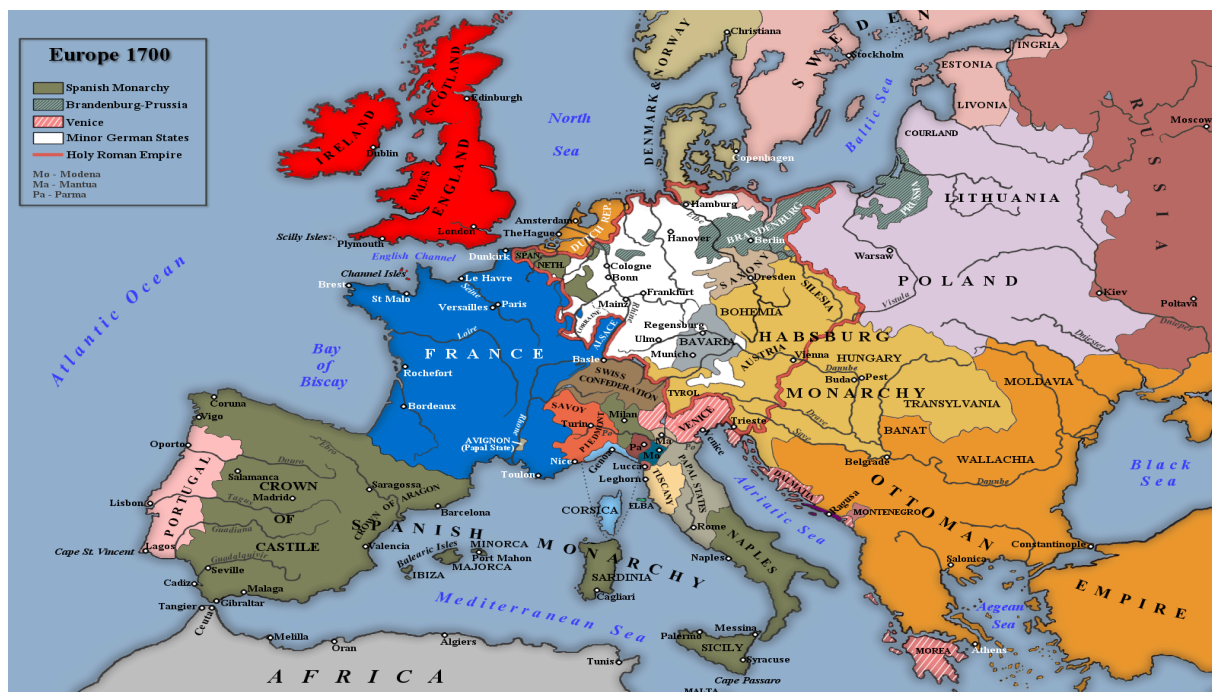 Europe 1700
Spanish Monarchy
Brandenburg-Prussia
Venice
Minor German States
Holy Roman Empire
Mo - Modena
Ma - Mantua
Pa - Parma
Christiana
SWEDEN
Stockholm
INGRIA
ESTONIA
LIVONIA
RUSSIA
Moscow
SCOTLAND
Edinburgh
North
Sea
DENMARK & NORWAY
Baltic Sea
COURLAND
IRELAND
Dublin
Copenhagen
WALES
ENGLAND
Amsterdam
The Hague
DUTCH REP.
Hamburg
Elbe
Hanover
BRANDENBURG
Berlin
PRUSSIA
LITHUANIA
London
Scilly Isles
Plymouth
English Channel
Dunkirk
SPAN.
NETH.
Cologne
Bonn
SAXONY
Dresden
SILESIA
Warsaw
POLAND
Vistula
Kiev
Poltava
Dnieper
Dniester
Atlantic Ocean
Channel Isles
Brest
St Malo
Le Havre
Seine
Versailles
Paris
Mainz
Frankfurt
Rhine
LORRAINE
ALSACE
BOHEMIA
Regensburg
Ulm
BAVARIA
Munich
HABSBURG
MONARCHY
AUSTRIA
Vienna
HUNGARY
Danube
Buda
Pest
MOLDAVIA
Loire
FRANCE
Basle
SWISS
CONFEDERATION
TYROL
TRANSYLVANIA
Bay
of
Biscay
Rochefort
Bordeaux
Rhone
SAVOY
Turin
PIEDMONT
Milan
Po
VENICE
Venice
Trieste
Drave
Save
BANAT
Belgrade
WALLACHIA
Danube
Black
Sea
Coruna
Vigo
AVIGNON
(Papal State)
Nice
Toulon
Genoa
Pa
Ma
Mo
Po
Lucca
Leghorn
TUSCANY
PAPAL STATES
DALMATIA
Ragusa
MONTENEGRO
Adriatic Sea
OTTOMAN
EMPIRE
Oporto
Douro
Ebro
Salamanca
Madrid
Saragossa
CROWN OF ARAGON
Barcelona
CORSICA
ELBA
Rome
PORTUGAL
Lisbon
Tagus
CROWN
OF
CASTILE
Guadiana
Guadalquivir
SPANISH
MONARCHY
Valencia
Balearic Isles
MINORCA
Port Mahon
MAJORCA
IBIZA
SARDINIA
Cagliari
Naples
NAPLES
Salonica
Constantinople
Cape St. Vincent
Lagos
Seville
Cadiz
Malaga
Gibraltar
Tangier
Ceuta
Mediterranean Sea
Aegean
Sea
Melilla
Oran
Algiers
Tunis
AFRICA
Palermo
Messina
SICILY
Syracuse
Cape Passaro
MALTA
MOREA
Athens